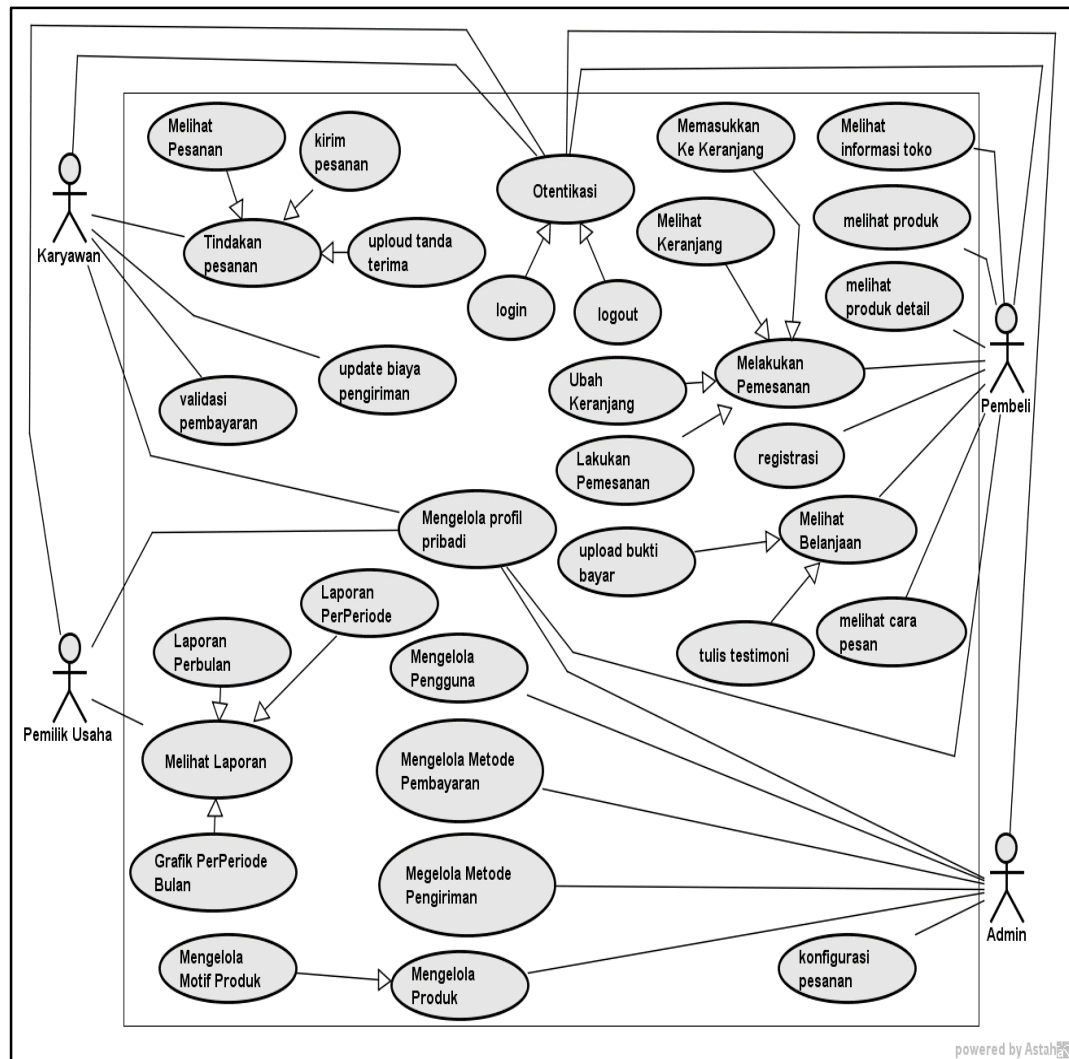 Melihat
Pesanan
kirim
pesanan
Memasukkan
Ke Keranjang
Melihat
informasi toko
Otentikasi
Karyawan
Tindakan
pesanan
uploud tanda
terima
Melihat
Keranjang
melihat produk
melihat
produk detail
login
logout
update biaya
pengiriman
validasi
pembayaran
Ubah
Keranjang
Melakukan
Pemesanan
Pembeli
Lakukan
Pemesanan
registrasi
Mengelola profil
pribadi
Melihat
Belanjaan
upload bukti
bayar
Laporan
PerPeriode
Laporan
Perbulan
Mengelola
Pengguna
tulis testimoni
melihat cara
pesan
Pemilik Usaha
Melihat Laporan
Mengelola Metode
Pembayaran
Grafik PerPeriode
Bulan
Megelola Metode
Pengiriman
Admin
Mengelola
Motif Produk
Mengelola
Produk
konfigurasi
pesanan
powered by Astah